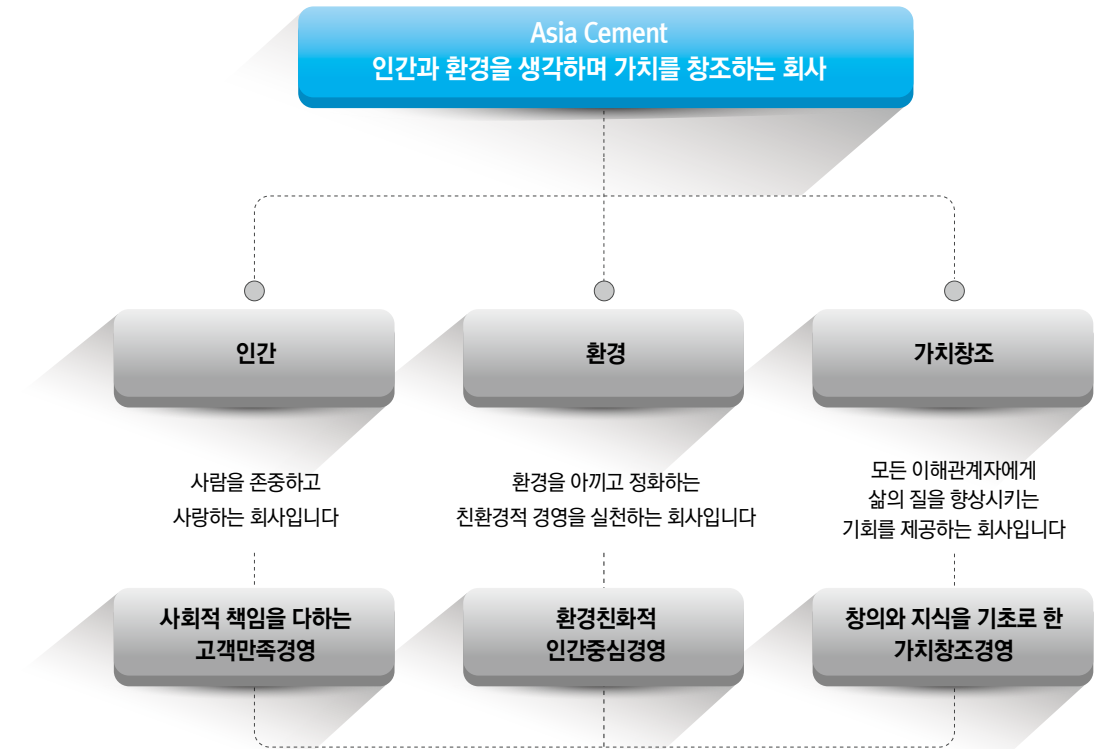 Asia Cement
인간과 환경을 생각하며 가치를 창조하는 회사
인간
환경
가치창조
사람을 존중하고
사랑하는 회사입니다
환경을 아끼고 정화하는
친환경적 경영을 실천하는 회사입니다
모든 이해관계자에게
삶의 질을 향상시키는
기회를 제공하는 회사입니다
사회적 책임을 다하는
고객만족경영
환경친화적
인간중심경영
창의와 지식을 기초로 한
가치창조경영